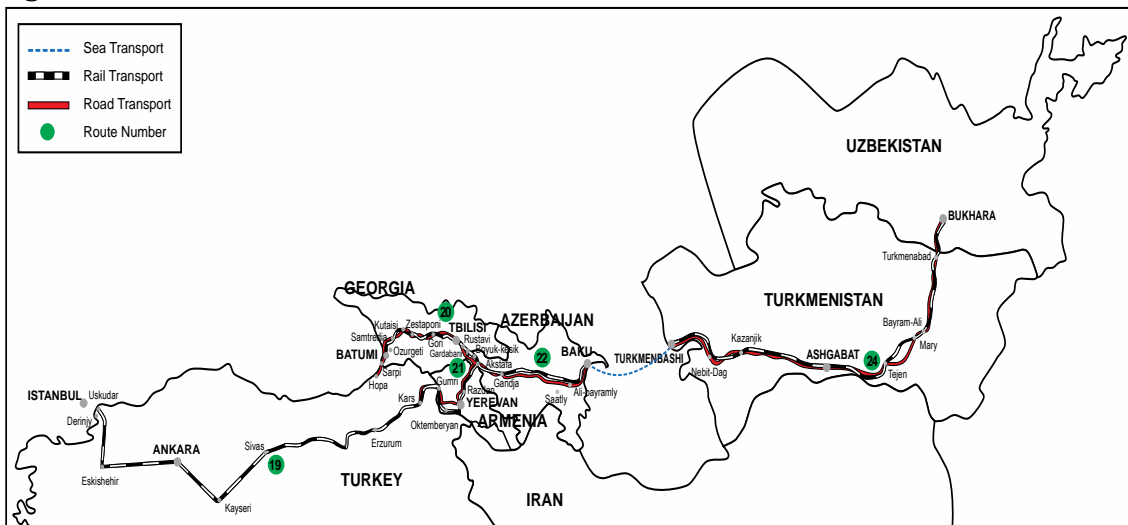 Sea Transport
Rail Transport
Road Transport
Route Number
UZBEKISTAN
BUKHARA
Turkmenabad
TURKMENISTAN
GEORGIA
20
AZERBAIJAN
Kutaisi
Zestaponi
TBILISI
Samtredia
Gori
Rustavi
Bayram-Ali
Mary
BATUMI
Ozurgeti
Gardabani
Boyuk-kesik
22
BAKU
TURKMENBASHI
Kazanjik
ASHGABAT
24
Sarpi
21
Akstafa
Hopa
Gumri
Razdan
Gandja
Saatly
Ali-bayramly
Nebit-Dag
Tejen
ISTANBUL
Uskudar
Kars
YEREVAN
ARMENIA
Derinjy
Oktemberyan
Erzurum
Sivas
ANKARA
19
Eskishehir
TURKEY
Kayseri
IRAN